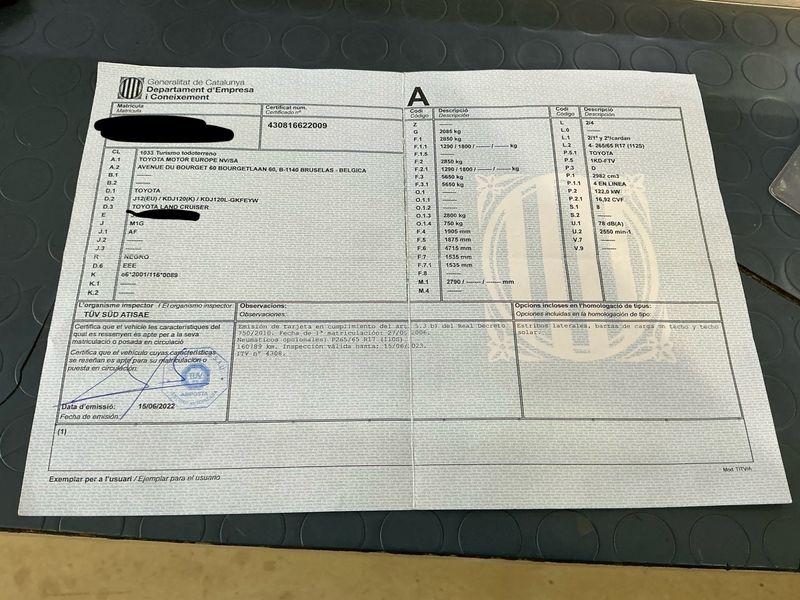 Generalitat de Catalunya
Departament d'Empresa
i Coneixement
A
Matrícula
Matrícula
Certificat núm.
Certificado nº
430816622009
CL 1033 Turismo todoterreno
A.1 TOYOTA MOTOR EUROPE NV/SA
A.2 AVENUE DU BOURGET 60 BOURGETLAAN 60, B-1140 BRUSELAS - BELGICA
B.1 ------
B.2 ------
D.1 TOYOTA
D.2 J12(EU) / KDJ120(K) / KDJ120L-GKFEYW
D.3 TOYOTA LAND CRUISER
E
J M1G
J.1 AF
J.2 ------
J.3 ------
R NEGRO
D.6 EEE
K e6*2001/116*0089
K.1 ------
K.2 ------
Codi Descripció
Código Descripción
Z ------
G 2085 kg
F.1 2850 kg
F.1.1 1290 / 1800 / ------ / ------ kg
F.1.5 ------
F.2 2850 kg
F.2.1 1290 / 1800 / ------ / ------ kg
F.3 5650 kg
F.3.1 5650 kg
O.1 ------
O.1.1 ------
O.1.2 ------
O.1.3 2800 kg
O.1.4 750 kg
F.4 1905 mm
F.5 1875 mm
F.6 4715 mm
F.7 1535 mm
F.7.1 1535 mm
F.8 ------
M.1 2790 / ------ / ------ mm
M.4 ------
Codi Descripció
Código Descripción
L 2/4
L.0 ------
L.1 2/1º y 2º/cardan
L.2 4- 265/65 R17 (112S)
P.5.1 TOYOTA
P.5 1KD-FTV
P.3 D
P.1 2982 cm3
P.1.1 4 EN LINEA
P.2 122,0 kW
P.2.1 16,92 CVF
S.1 8
S.2 ------
U.1 78 dB(A)
U.2 2550 min-1
V.7 ------
V.9 ------
L'organisme inspector / El organismo inspector:
TÜV SÜD ATISAE
Certifica que el vehicle les característiques del
qual es ressenyen és apte per a la seva
matriculació o posada en circulació
Certifica que el vehículo cuyas características
se reseñan es apto para su matriculación o
puesta en circulación:
TÜV
Data d'emissió: 15/06/2022
Fecha de emisión:
Observacions:
Observaciones:
Emisión de tarjeta en cumplimiento del art. 5.3 b) del Real Decreto
750/2010. Fecha de 1ª matriculación: 27/0 2006.
Neumáticos opcionales: P265/65 R17 (110S)
160789 km. Inspección válida hasta: 15/06/2023.
ITV nº 4308.
Opcions incloses en l'homologació de tipus:
Opciones incluidas en la homologación de tipo:
Estribos laterales, barras de carga en techo y techo
solar.
(1)
Exemplar per a l'usuari / Ejemplar para el usuario
Mod. TITVIA